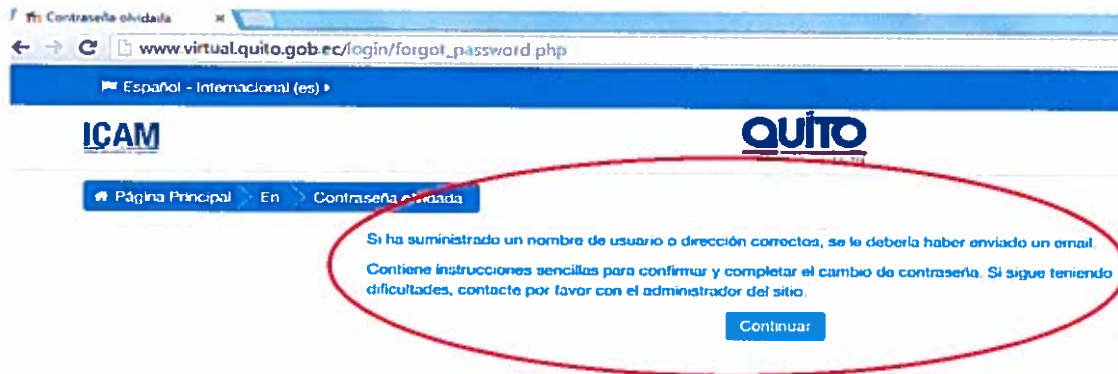 Contraseña olvidada
www.virtual.quito.gob.ec/login/forgot_password.php
Español - Internacional (es)
ICAM
QUITO
Página Principal En Contraseña olvidada
Si ha suministrado un nombre de usuario o dirección correctos, se le debería haber enviado un email.
Contiene instrucciones sencillas para confirmar y completar el cambio de contraseña. Si sigue teniendo
dificultades, contacte por favor con el administrador del sitio.
Continuar